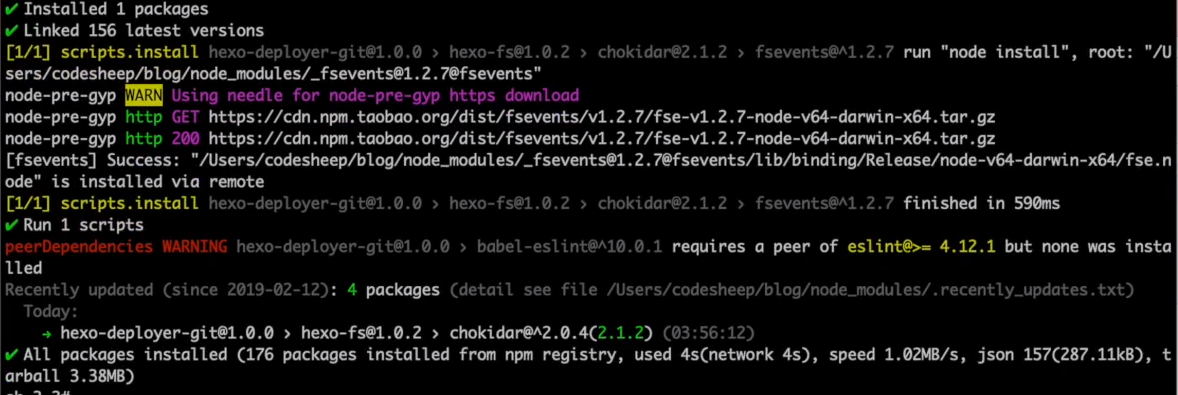 ✔ Installed 1 packages
✔ Linked 156 latest versions
[1/1] scripts.install hexo-deployer-git@1.0.0 › hexo-fs@1.0.2 › chokidar@2.1.2 › fsevents@^1.2.7 run "node install", root: "/U
sers/codesheep/blog/node_modules/_fsevents@1.2.7@fsevents"
node-pre-gyp WARN Using needle for node-pre-gyp https download
node-pre-gyp http GET https://cdn.npm.taobao.org/dist/fsevents/v1.2.7/fse-v1.2.7-node-v64-darwin-x64.tar.gz
node-pre-gyp http 200 https://cdn.npm.taobao.org/dist/fsevents/v1.2.7/fse-v1.2.7-node-v64-darwin-x64.tar.gz
[fsevents] Success: "/Users/codesheep/blog/node_modules/_fsevents@1.2.7@fsevents/lib/binding/Release/node-v64-darwin-x64/fse.n
ode" is installed via remote
[1/1] scripts.install hexo-deployer-git@1.0.0 › hexo-fs@1.0.2 › chokidar@2.1.2 › fsevents@^1.2.7 finished in 590ms
✔ Run 1 scripts
peerDependencies WARNING hexo-deployer-git@1.0.0 › babel-eslint@^10.0.1 requires a peer of eslint@>= 4.12.1 but none was insta
lled
Recently updated (since 2019-02-12): 4 packages (detail see file /Users/codesheep/blog/node_modules/.recently_updates.txt)
Today:
→ hexo-deployer-git@1.0.0 › hexo-fs@1.0.2 › chokidar@^2.0.4(2.1.2) (03:56:12)
✔ All packages installed (176 packages installed from npm registry, used 4s(network 4s), speed 1.02MB/s, json 157(287.11kB), t
arball 3.38MB)